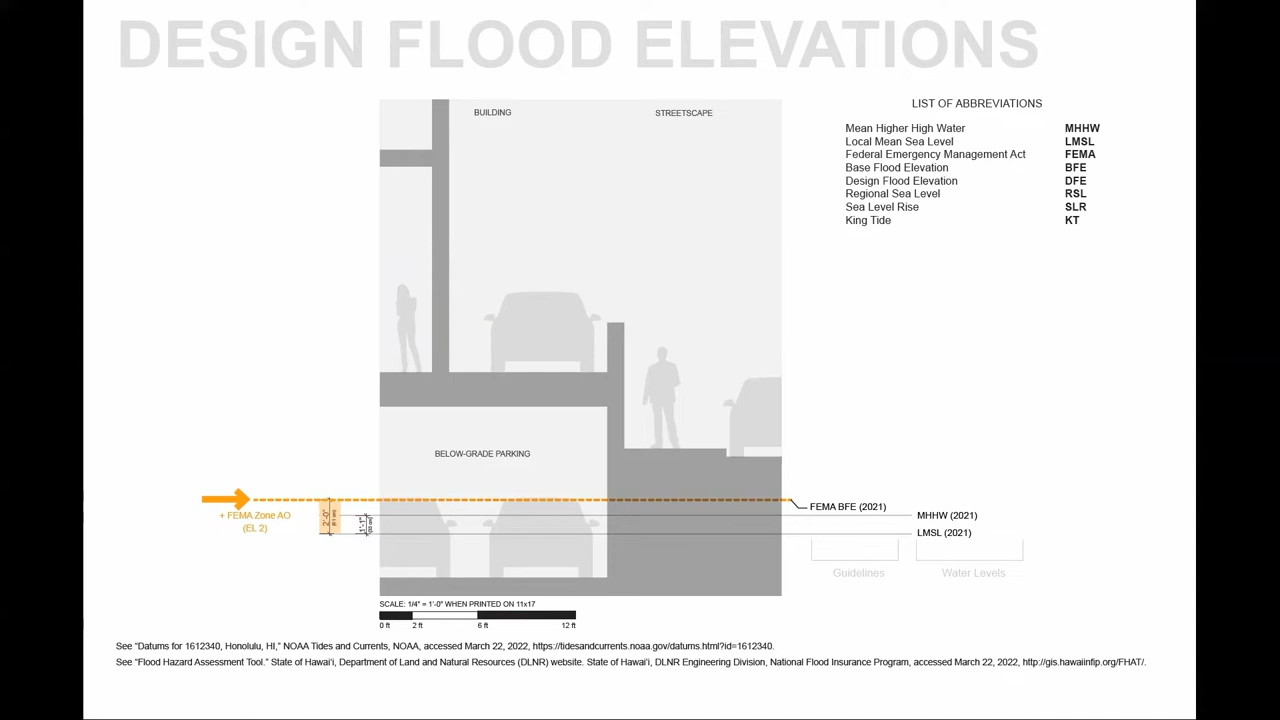 DESIGN FLOOD ELEVATIONS
BUILDING
STREETSCAPE
LIST OF ABBREVIATIONS
Mean Higher High Water MHHW
Local Mean Sea Level LMSL
Federal Emergency Management Act FEMA
Base Flood Elevation BFE
Design Flood Elevation DFE
Regional Sea Level RSL
Sea Level Rise SLR
King Tide KT
BELOW-GRADE PARKING
+ FEMA Zone AO
(EL 2)
2'-0"
(61 cm)
1'-1"
(33 cm)
FEMA BFE (2021)
MHHW (2021)
LMSL (2021)
Guidelines
Water Levels
SCALE: 1/4" = 1'-0" WHEN PRINTED ON 11x17
0 ft 2 ft 6 ft 12 ft
See “Datums for 1612340, Honolulu, HI,” NOAA Tides and Currents, NOAA, accessed March 22, 2022, https://tidesandcurrents.noaa.gov/datums.html?id=1612340.
See “Flood Hazard Assessment Tool.” State of Hawai‘i, Department of Land and Natural Resources (DLNR) website. State of Hawai‘i, DLNR Engineering Division, National Flood Insurance Program, accessed March 22, 2022, http://gis.hawaiinfip.org/FHAT/.